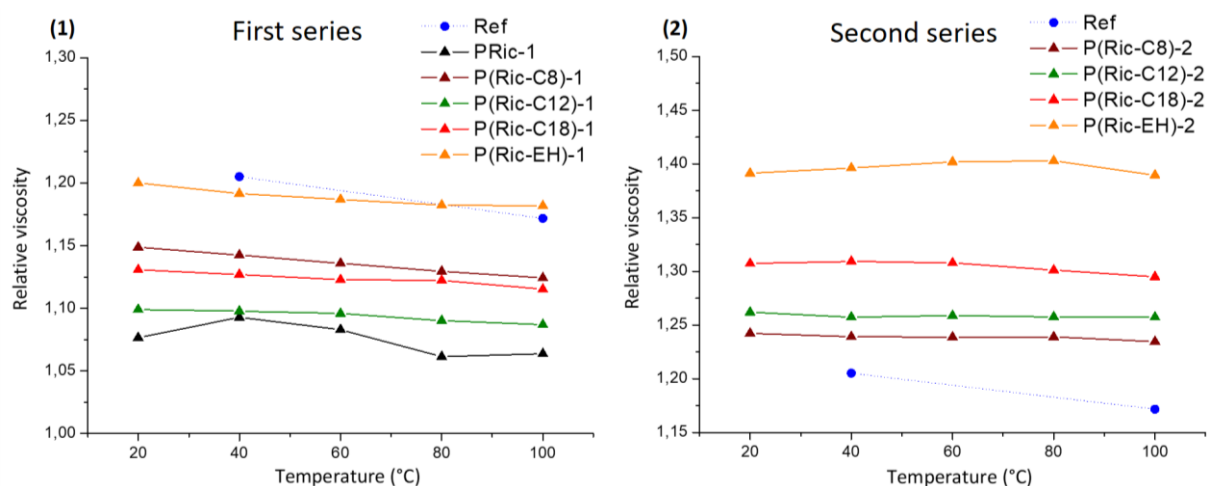 (1)
First series
Ref
PRic-1
P(Ric-C8)-1
P(Ric-C12)-1
P(Ric-C18)-1
P(Ric-EH)-1
1,30
1,25
1,20
1,15
1,10
1,05
1,00
Relative viscosity
20 40 60 80 100
Temperature (°C)
(2)
Second series
Ref
P(Ric-C8)-2
P(Ric-C12)-2
P(Ric-C18)-2
P(Ric-EH)-2
1,50
1,45
1,40
1,35
1,30
1,25
1,20
1,15
Relative viscosity
20 40 60 80 100
Temperature (°C)